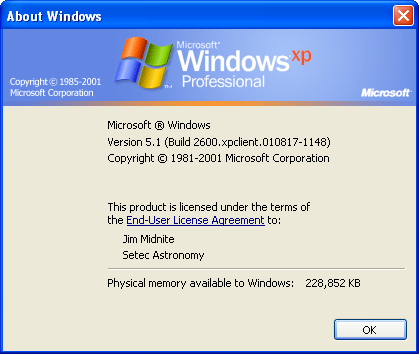 About Windows
Microsoft®
Windows xp
Professional
Copyright © 1985-2001
Microsoft Corporation
Microsoft
Microsoft ® Windows
Version 5.1 (Build 2600.xpclient.010817-1148)
Copyright © 1981-2001 Microsoft Corporation
This product is licensed under the terms of
the End-User License Agreement to:
Jim Midnite
Setec Astronomy
Physical memory available to Windows: 228,852 KB
OK